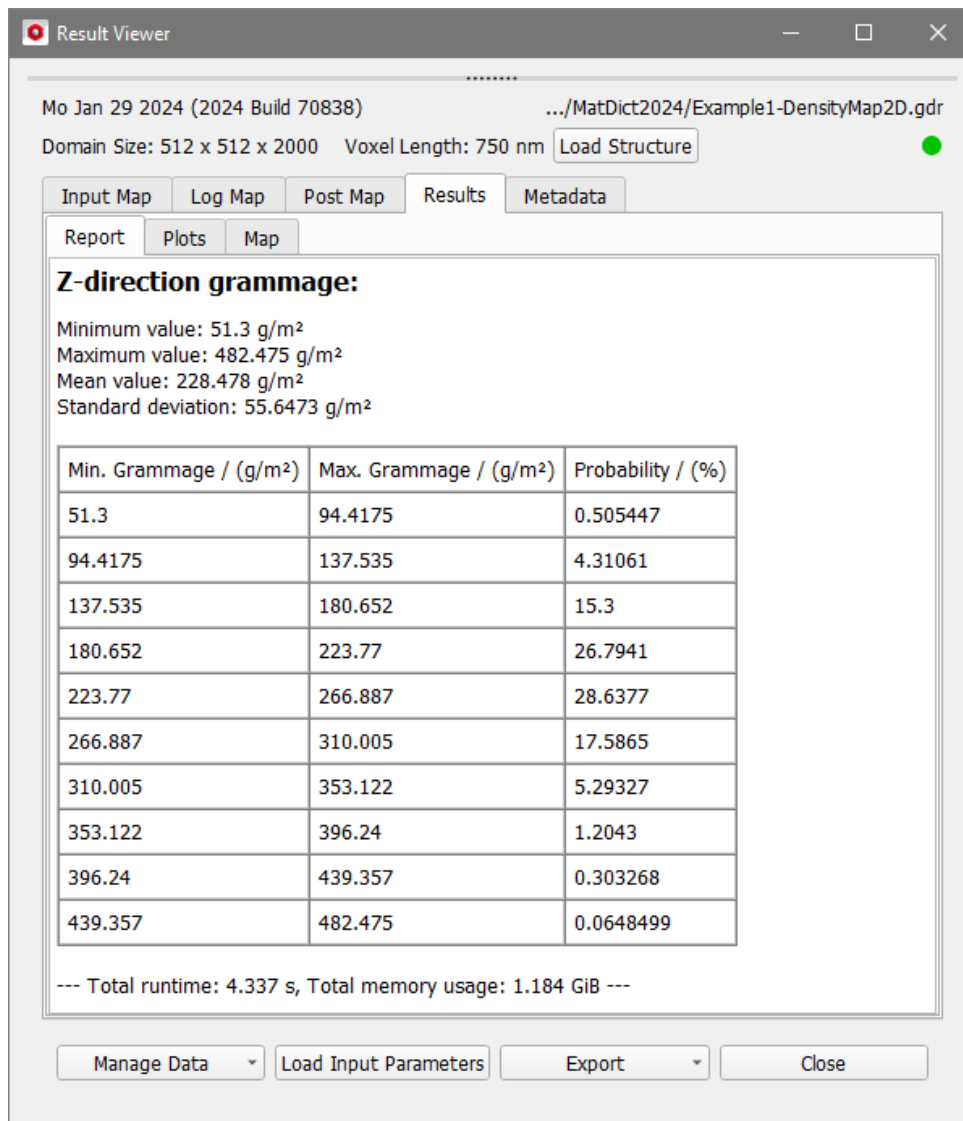 Result Viewer
Mo Jan 29 2024 (2024 Build 70838) .../MatDict2024/Example1-DensityMap2D.gdr
Domain Size: 512 x 512 x 2000 Voxel Length: 750 nm Load Structure
Input Map Log Map Post Map Results Metadata
Report Plots Map
Z-direction grammage:
Minimum value: 51.3 g/m²
Maximum value: 482.475 g/m²
Mean value: 228.478 g/m²
Standard deviation: 55.6473 g/m²
Min. Grammage / (g/m²) Max. Grammage / (g/m²) Probability / (%)
51.3 94.4175 0.505447
94.4175 137.535 4.31061
137.535 180.652 15.3
180.652 223.77 26.7941
223.77 266.887 28.6377
266.887 310.005 17.5865
310.005 353.122 5.29327
353.122 396.24 1.2043
396.24 439.357 0.303268
439.357 482.475 0.0648499
--- Total runtime: 4.337 s, Total memory usage: 1.184 GiB ---
Manage Data Load Input Parameters Export Close